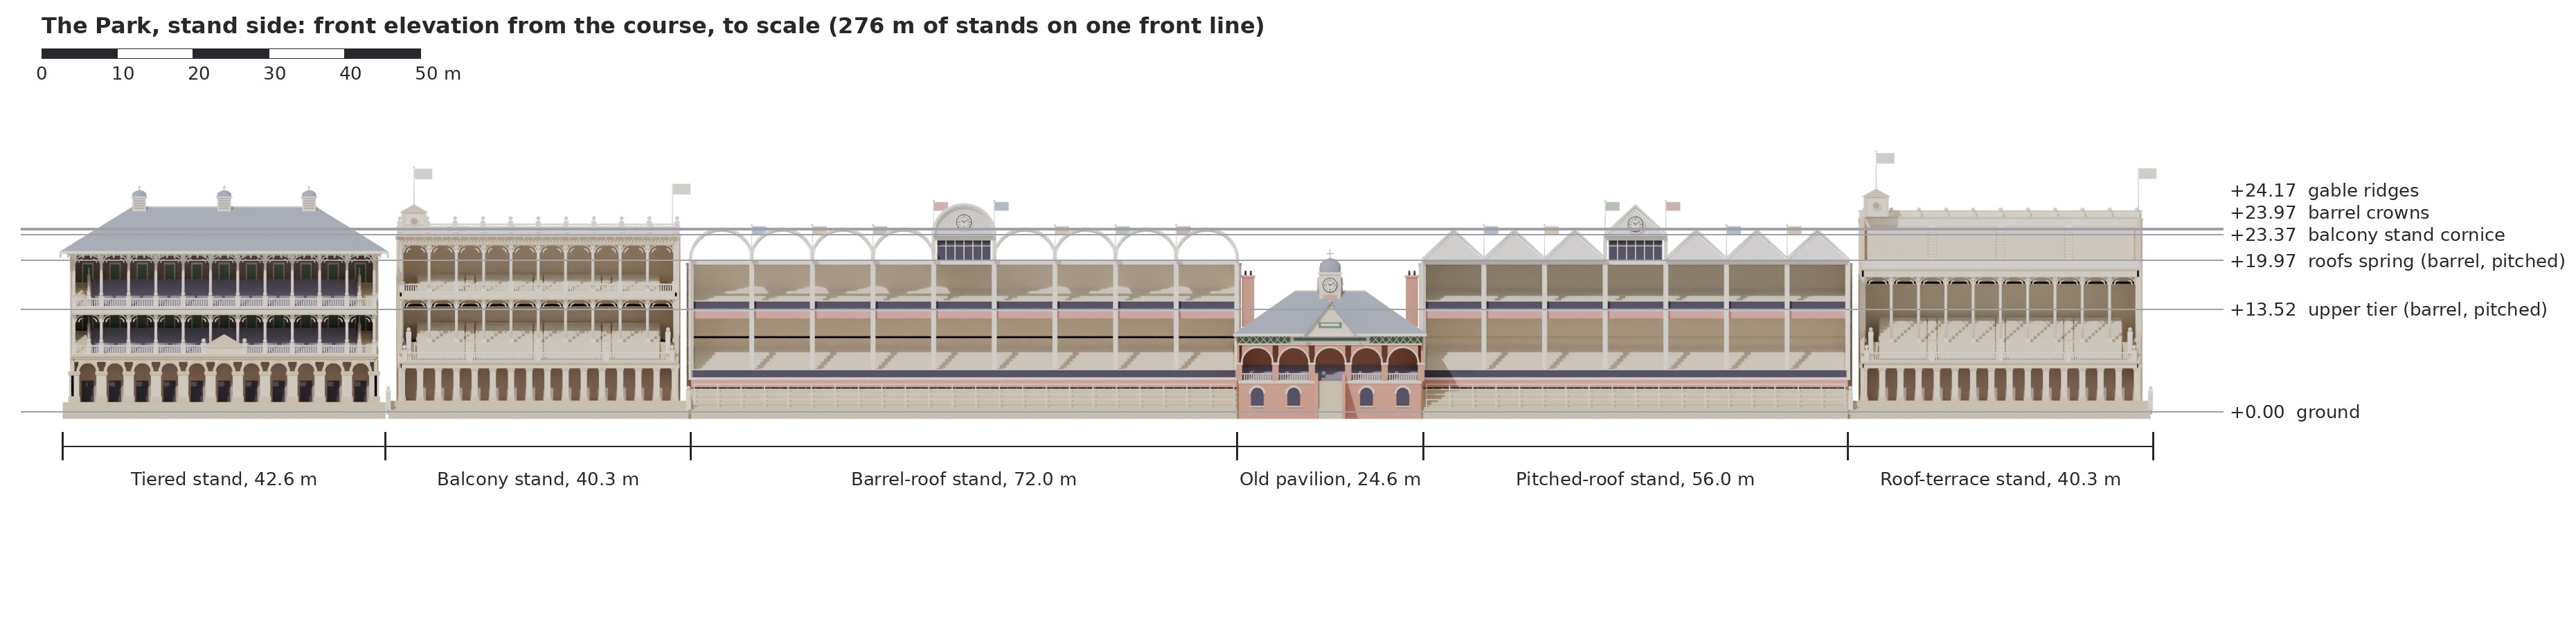 The Park, stand side: front elevation from the course, to scale (276 m of stands on one front line)
0 10 20 30 40 50 m
+24.17 gable ridges
+23.97 barrel crowns
+23.37 balcony stand cornice
+19.97 roofs spring (barrel, pitched)
+13.52 upper tier (barrel, pitched)
+0.00 ground
Tiered stand, 42.6 m
Balcony stand, 40.3 m
Barrel-roof stand, 72.0 m
Old pavilion, 24.6 m
Pitched-roof stand, 56.0 m
Roof-terrace stand, 40.3 m